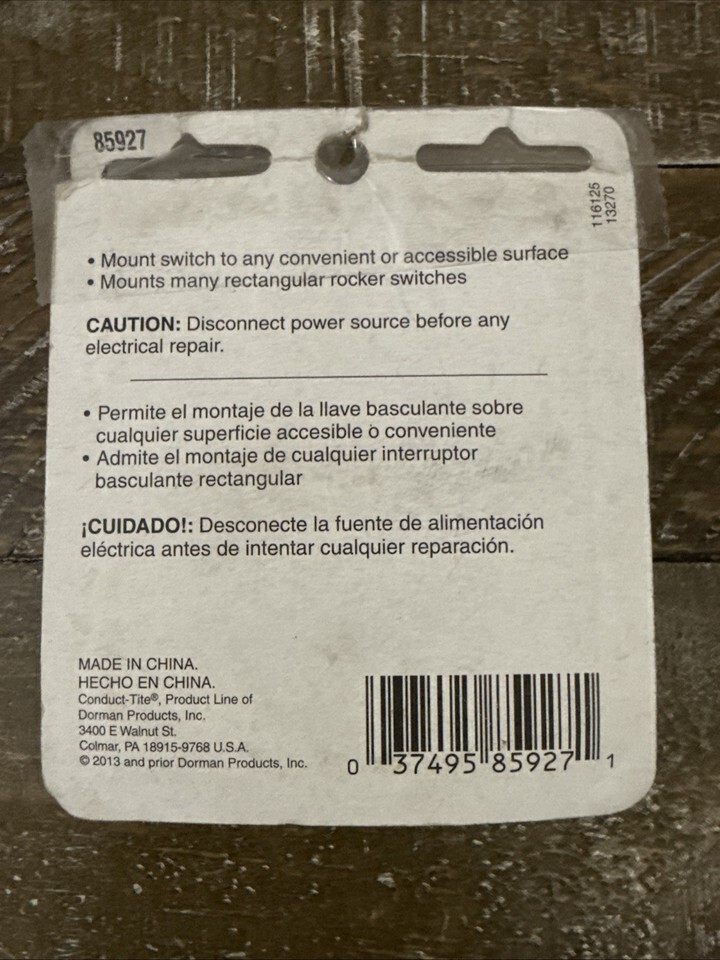 85927
116125
13270
• Mount switch to any convenient or accessible surface
• Mounts many rectangular rocker switches
CAUTION: Disconnect power source before any
electrical repair.
• Permite el montaje de la llave basculante sobre
cualquier superficie accesible ò conveniente
• Admite el montaje de cualquier interruptor
basculante rectangular
¡CUIDADO!: Desconecte la fuente de alimentación
eléctrica antes de intentar cualquier reparación.
MADE IN CHINA.
HECHO EN CHINA.
Conduct-Tite®, Product Line of
Dorman Products, Inc.
3400 E Walnut St.
Colmar, PA 18915-9768 U.S.A.
© 2013 and prior Dorman Products, Inc.
0 37495 85927 1